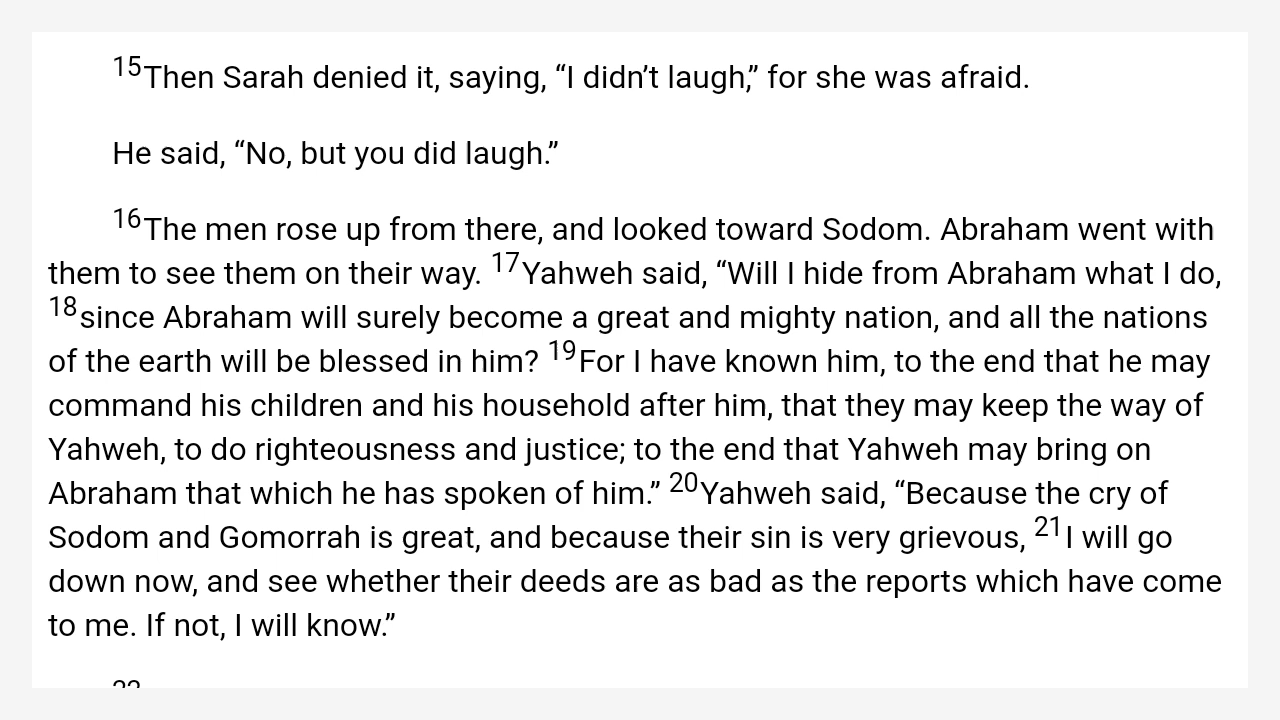 15Then Sarah denied it, saying, “I didn’t laugh,” for she was afraid.
He said, “No, but you did laugh.”
16The men rose up from there, and looked toward Sodom. Abraham went with
them to see them on their way. 17Yahweh said, “Will I hide from Abraham what I do,
18since Abraham will surely become a great and mighty nation, and all the nations
of the earth will be blessed in him? 19For I have known him, to the end that he may
command his children and his household after him, that they may keep the way of
Yahweh, to do righteousness and justice; to the end that Yahweh may bring on
Abraham that which he has spoken of him.” 20Yahweh said, “Because the cry of
Sodom and Gomorrah is great, and because their sin is very grievous, 21I will go
down now, and see whether their deeds are as bad as the reports which have come
to me. If not, I will know.”